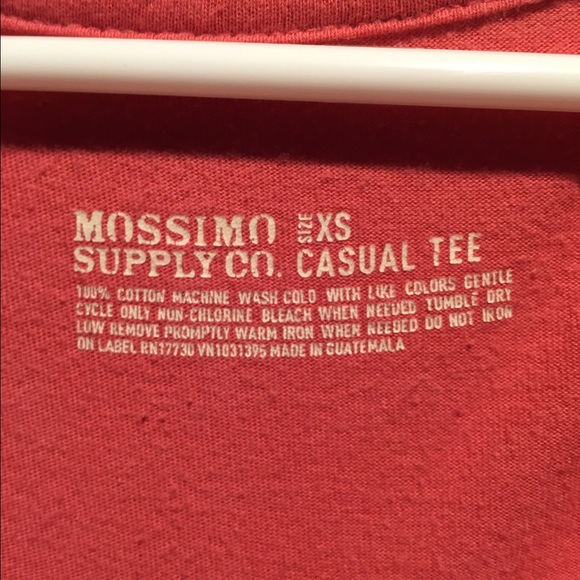 MOSSIMO SIZE XS
SUPPLY CO. CASUAL TEE
100% COTTON MACHINE WASH COLD WITH LIKE COLORS GENTLE
CYCLE ONLY NON-CHLORINE BLEACH WHEN NEEDED TUMBLE DRY
LOW REMOVE PROMPTLY WARM IRON WHEN NEEDED DO NOT IRON
ON LABEL RN17730 VN1031395 MADE IN GUATEMALA